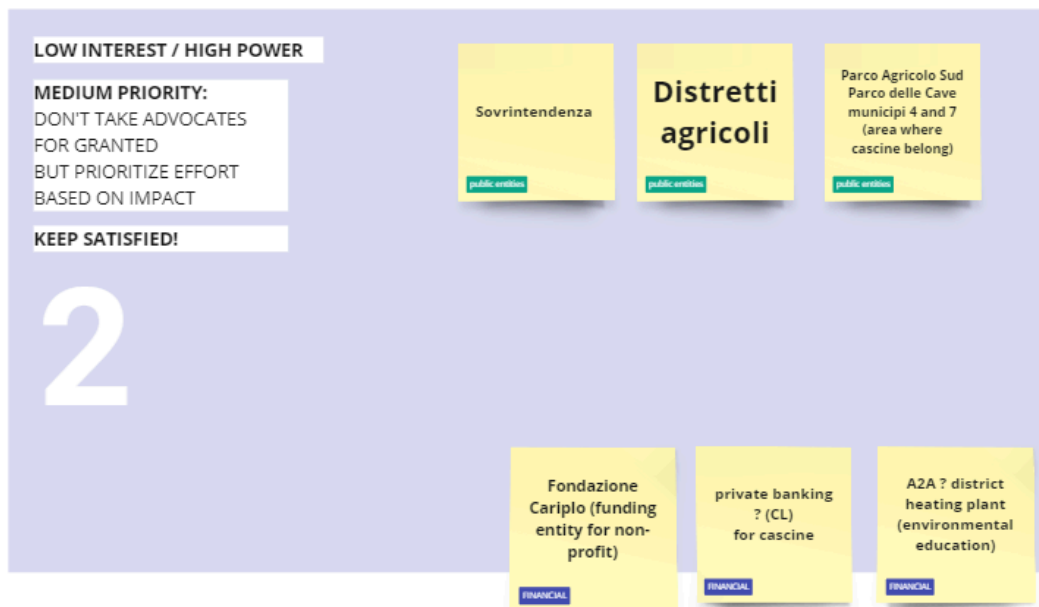 LOW INTEREST / HIGH POWER
MEDIUM PRIORITY:
DON'T TAKE ADVOCATES
FOR GRANTED
BUT PRIORITIZE EFFORT
BASED ON IMPACT
KEEP SATISFIED!
2
Sovrintendenza
public entities
Distretti
agricoli
public entities
Parco Agricolo Sud
Parco delle Cave
municipi 4 and 7
(area where
cascine belong)
public entities
Fondazione
Cariplo (funding
entity for non-
profit)
FINANCIAL
private banking
? (CL)
for cascine
FINANCIAL
A2A ? district
heating plant
(environmental
education)
FINANCIAL